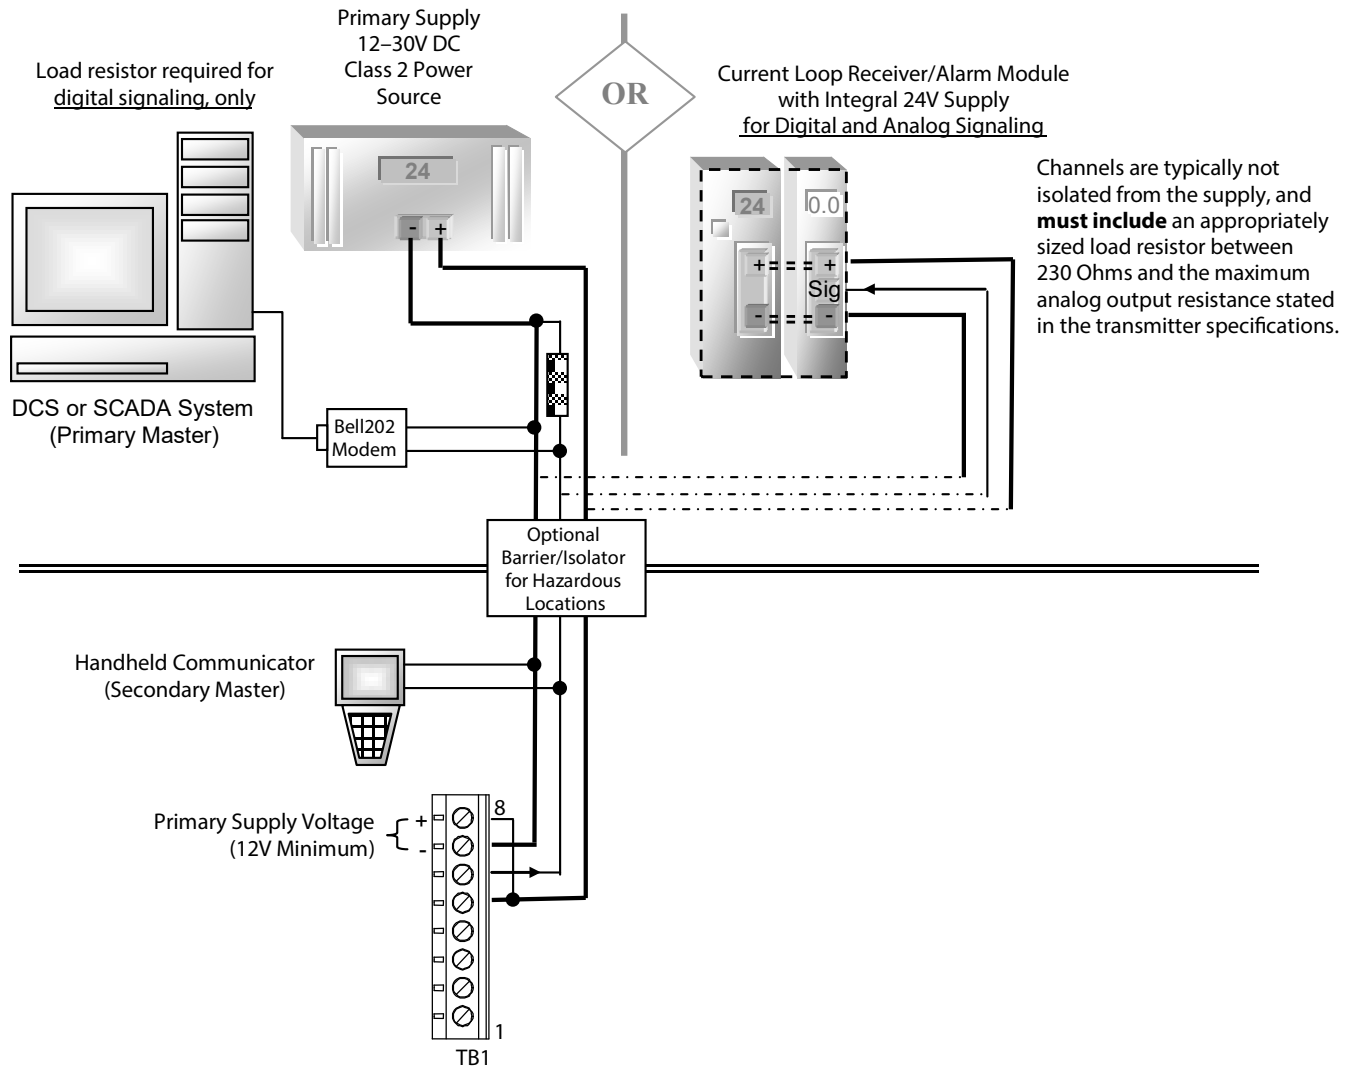 Primary Supply
12–30V DC
Class 2 Power
Source
Load resistor required for
digital signaling, only
OR
Current Loop Receiver/Alarm Module
with Integral 24V Supply
for Digital and Analog Signaling
24
- +
24
0.0
+ +
Sig
- -
Channels are typically not
isolated from the supply, and
must include an appropriately
sized load resistor between
230 Ohms and the maximum
analog output resistance stated
in the transmitter specifications.
DCS or SCADA System
(Primary Master)
Bell202
Modem
Optional
Barrier/Isolator
for Hazardous
Locations
Handheld Communicator
(Secondary Master)
Primary Supply Voltage
(12V Minimum)
+
-
8
1
TB1